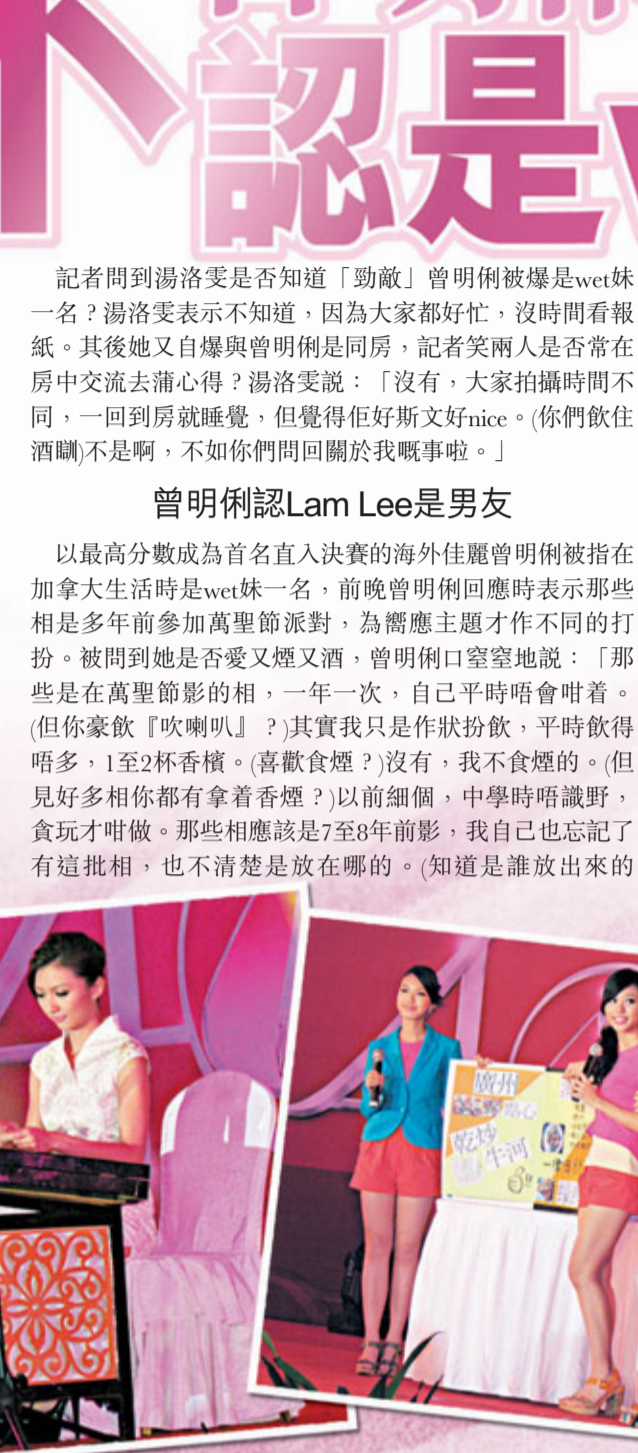 不
認是
記者問到湯洛雯是否知道「勁敵」曾明俐被爆是wet妹
一名？湯洛雯表示不知道，因為大家都好忙，沒時間看報
紙。其後她又自爆與曾明俐是同房，記者笑兩人是否常在
房中交流去蒲心得？湯洛雯説：「沒有，大家拍攝時間不
同，一回到房就睡覺，但覺得佢好斯文好nice。(你們飲住
酒瞓)不是啊，不如你們問回關於我嘅事啦。」
曾明俐認Lam Lee是男友
以最高分數成為首名直入決賽的海外佳麗曾明俐被指在
加拿大生活時是wet妹一名，前晚曾明俐回應時表示那些
相是多年前參加萬聖節派對，為嚮應主題才作不同的打
扮。被問到她是否愛又煙又酒，曾明俐口窒窒地説：「那
些是在萬聖節影的相，一年一次，自己平時唔會咁着。
(但你豪飲『吹喇叭』？)其實我只是作狀扮飲，平時飲得
唔多，1至2杯香檳。(喜歡食煙？)沒有，我不食煙的。(但
見好多相你都有拿着香煙？)以前細個，中學時唔識野，
貪玩才咁做。那些相應該是7至8年前影，我自己也忘記了
有這批相，也不清楚是放在哪的。(知道是誰放出來的
廣州
點心
乾炒
牛河